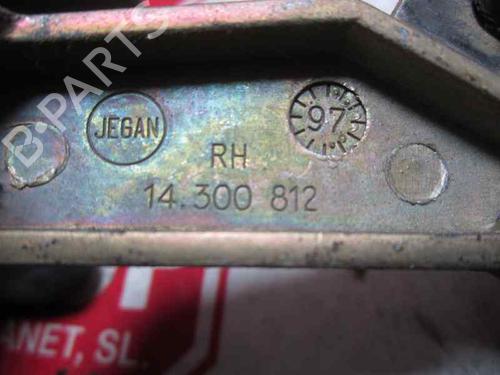 B-PARTS
JEGAN
97
RH
14.300 812
ANET, SL.